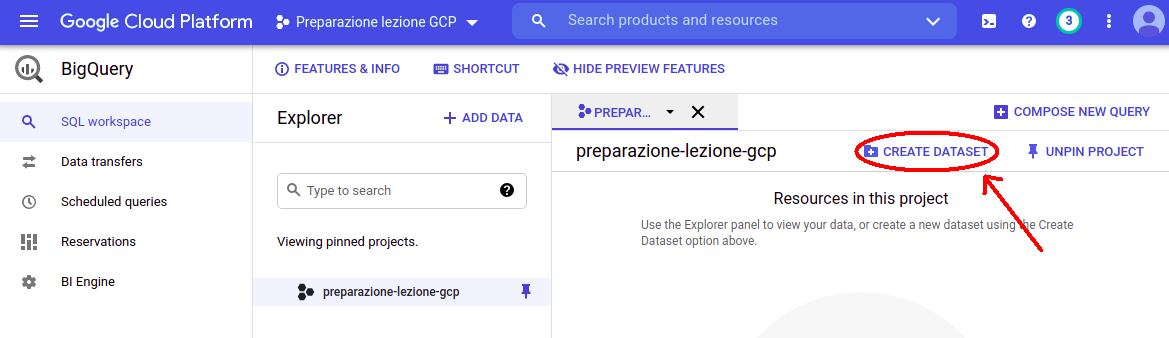 Google Cloud Platform
Preparazione lezione GCP
Search products and resources
3
BigQuery
FEATURES & INFO
SHORTCUT
HIDE PREVIEW FEATURES
SQL workspace
Data transfers
Scheduled queries
Reservations
BI Engine
Explorer
ADD DATA
Type to search
Viewing pinned projects.
preparazione-lezione-gcp
PREPAR...
COMPOSE NEW QUERY
preparazione-lezione-gcp
CREATE DATASET
UNPIN PROJECT
Resources in this project
Use the Explorer panel to view your data, or create a new dataset using the Create
Dataset option above.